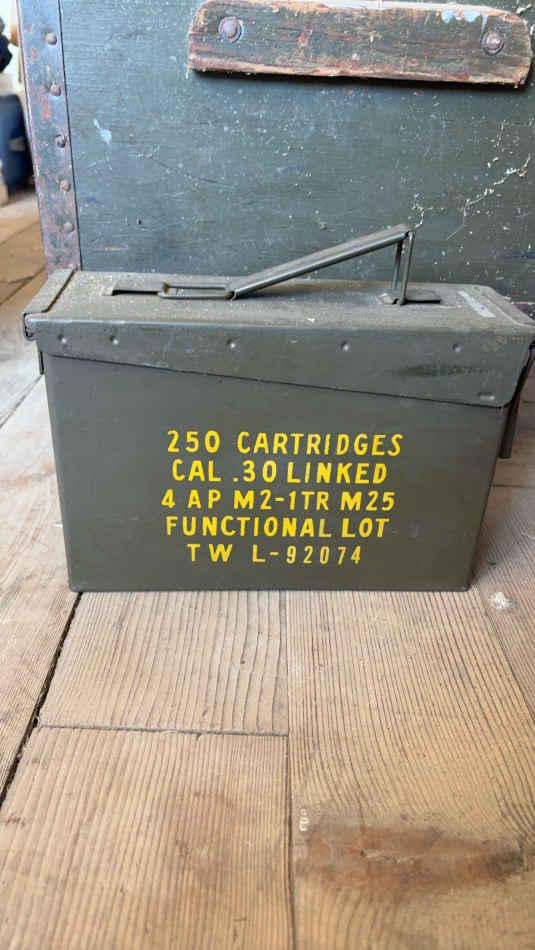 250 CARTRIDGES
CAL .30 LINKED
4 AP M2-1TR M25
FUNCTIONAL LOT
TW L-92074